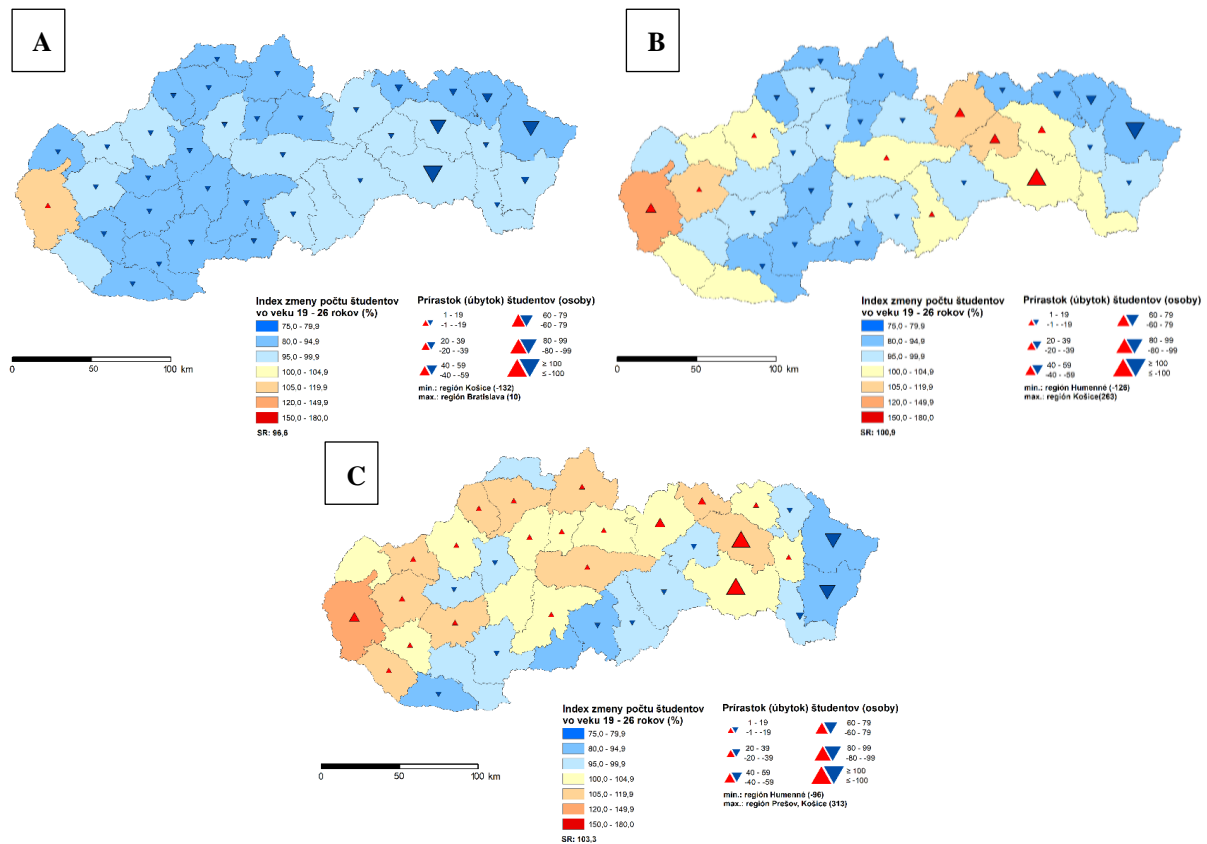 A
Index zmeny počtu študentov
vo veku 19 - 26 rokov (%)
75,0 - 79,9
80,0 - 94,9
95,0 - 99,9
100,0 - 104,9
105,0 - 119,9
120,0 - 149,9
150,0 - 180,0
SR: 96,6
Prírastok (úbytok) študentov (osoby)
1 - 19
-1 - -19
20 - 39
-20 - -39
40 - 59
-40 - -59
60 - 79
-60 - 79
80 - 99
-80 - -99
≥ 100
≤ -100
min.: región Košice (-132)
max.: región Bratislava (10)
0 50 100 km
B
Index zmeny počtu študentov
vo veku 19 - 26 rokov (%)
75,0 - 79,9
80,0 - 94,9
95,0 - 99,9
100,0 - 104,9
105,0 - 119,9
120,0 - 149,9
150,0 - 180,0
SR: 100,9
Prírastok (úbytok) študentov (osoby)
1 - 19
-1 - -19
20 - 39
-20 - -39
40 - 59
-40 - -59
60 - 79
-60 - 79
80 - 99
-80 - -99
≥ 100
≤ -100
min.: región Humenné (-126)
max.: región Košice(263)
0 50 100 km
C
Index zmeny počtu študentov
vo veku 19 - 26 rokov (%)
75,0 - 79,9
80,0 - 94,9
95,0 - 99,9
100,0 - 104,9
105,0 - 119,9
120,0 - 149,9
150,0 - 180,0
SR: 103,3
Prírastok (úbytok) študentov (osoby)
1 - 19
-1 - -19
20 - 39
-20 - -39
40 - 59
-40 - -59
60 - 79
-60 - 79
80 - 99
-80 - -99
≥ 100
≤ -100
min.: región Humenné (-96)
max.: región Prešov, Košice (313)
0 50 100 km